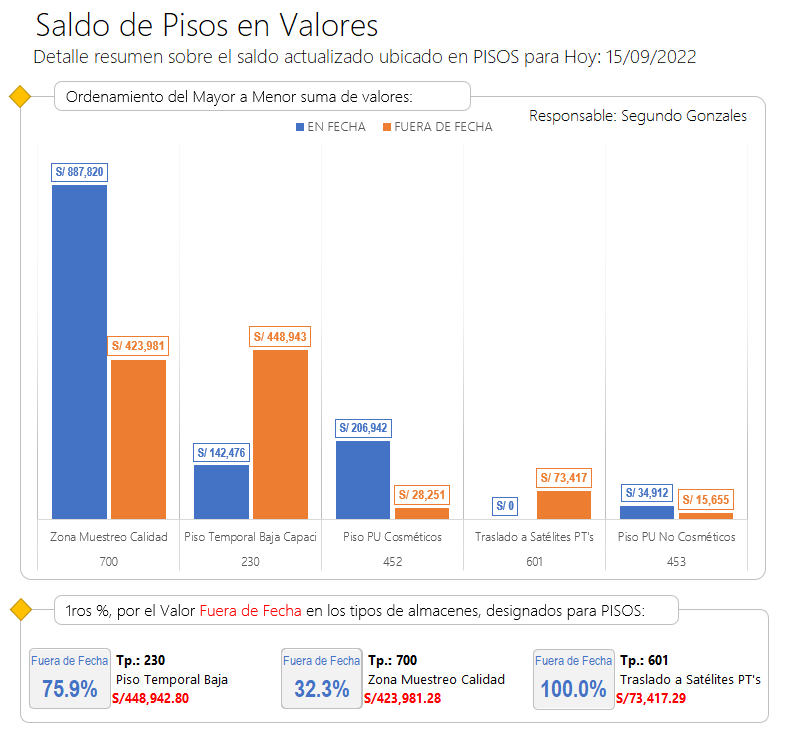 Saldo de Pisos en Valores
Detalle resumen sobre el saldo actualizado ubicado en PISOS para Hoy: 15/09/2022
Ordenamiento del Mayor a Menor suma de valores:
Responsable: Segundo Gonzales
EN FECHA FUERA DE FECHA
S/ 887,820
S/ 423,981
S/ 142,476
S/ 448,943
S/ 206,942
S/ 28,251
S/ 0
S/ 73,417
S/ 34,912
S/ 15,655
Zona Muestreo Calidad Piso Temporal Baja Capaci Piso PU Cosméticos Traslado a Satélites PT's Piso PU No Cosméticos
700 230 452 601 453
1ros %, por el Valor Fuera de Fecha en los tipos de almacenes, designados para PISOS:
Fuera de Fecha
75.9%
Tp.: 230
Piso Temporal Baja
S/448,942.80
Fuera de Fecha
32.3%
Tp.: 700
Zona Muestreo Calidad
S/423,981.28
Fuera de Fecha
100.0%
Tp.: 601
Traslado a Satélites PT's
S/73,417.29